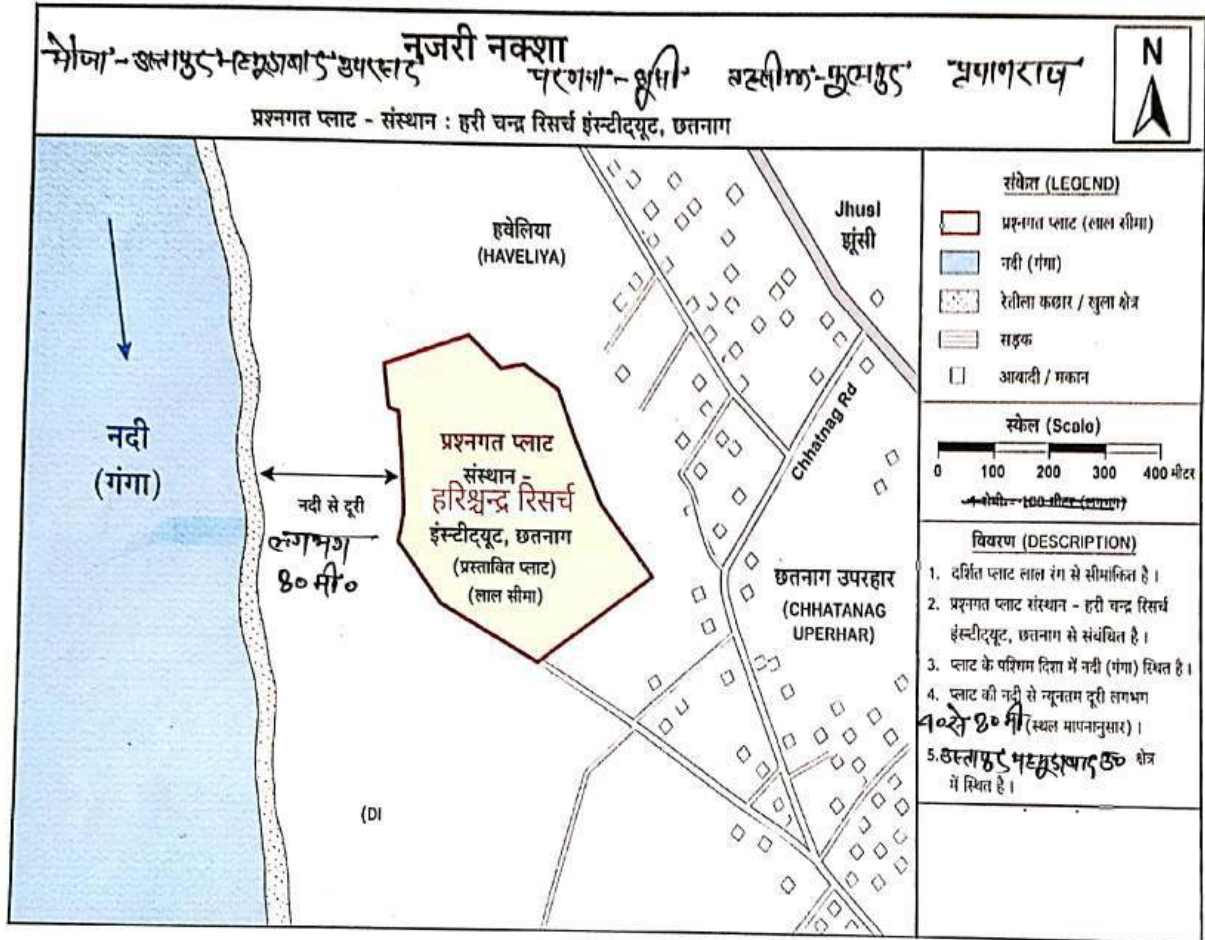 नजरी नक्शा
मौजा - उस्तापुर महमूदाबाद उपरहार परगना - झूंसी तहसील - फूलपुर प्रयागराज
प्रश्नगत प्लाट - संस्थान : हरी चन्द्र रिसर्च इंस्टीट्यूट, छतनाग
N
हवेलिया
(HAVELIYA)
Jhusi
झूंसी
Chhatnag Rd
नदी
(गंगा)
नदी से दूरी
लगभग
80 मी०
प्रश्नगत प्लाट
संस्थान -
हरिश्चन्द्र रिसर्च
इंस्टीट्यूट, छतनाग
(प्रस्तावित प्लाट)
(लाल सीमा)
छतनाग उपरहार
(CHHATANAG
UPERHAR)
(DI
संकेत (LEGEND)
प्रश्नगत प्लाट (लाल सीमा)
नदी (गंगा)
रेतीला कछार / खुला क्षेत्र
सड़क
आबादी / मकान
स्केल (Scale)
0 100 200 300 400 मीटर
विवरण (DESCRIPTION)
1. दर्शित प्लाट लाल रंग से सीमांकित है।
2. प्रश्नगत प्लाट संस्थान - हरी चन्द्र रिसर्च
इंस्टीट्यूट, छतनाग से संबंधित है।
3. प्लाट के पश्चिम दिशा में नदी (गंगा) स्थित है।
4. प्लाट की नदी से न्यूनतम दूरी लगभग
से 80 मी (स्थल मापनानुसार)।
5. उस्तापुर महमूदाबाद उ० क्षेत्र
में स्थित है।